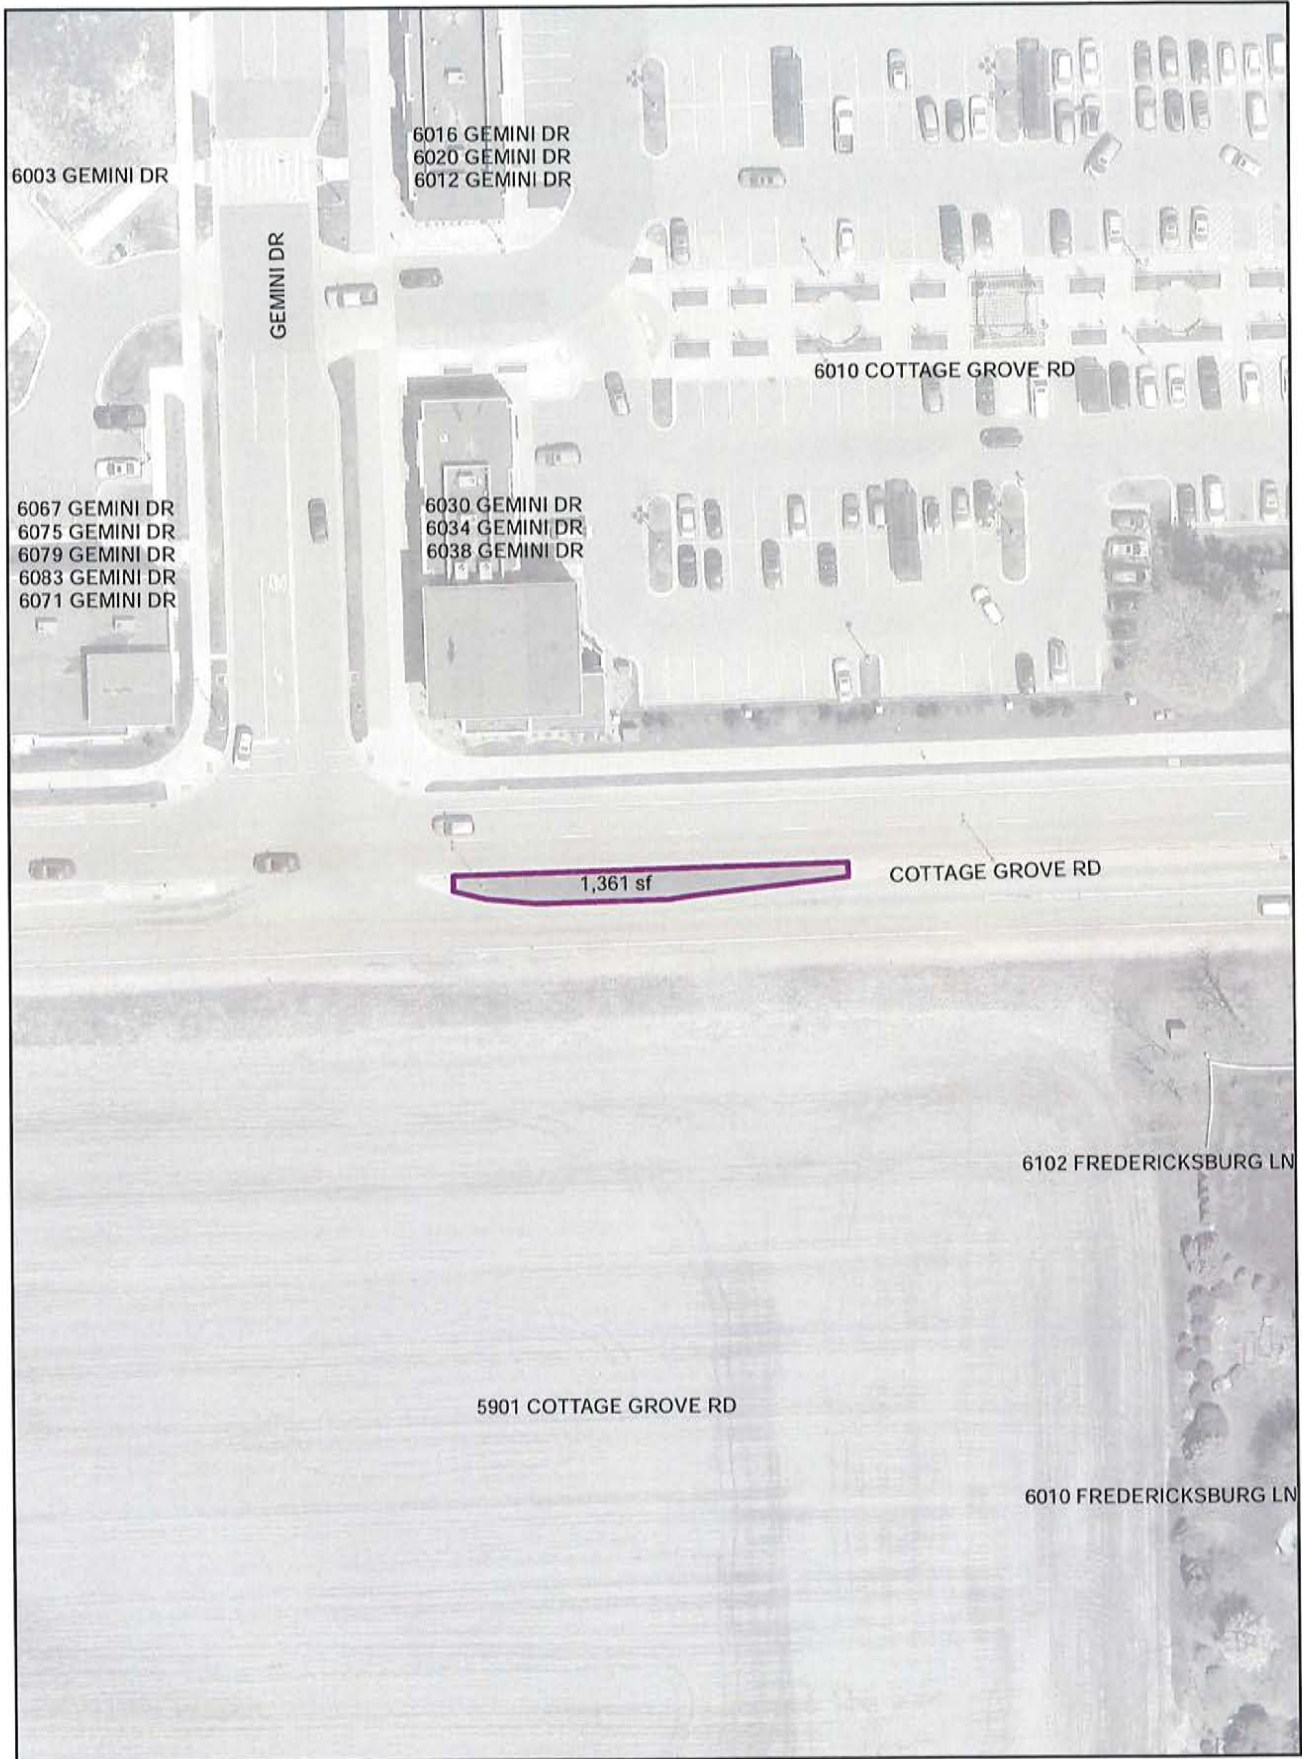 6016 GEMINI DR
6020 GEMINI DR
6012 GEMINI DR
6003 GEMINI DR
GEMINI DR
6010 COTTAGE GROVE RD
6067 GEMINI DR
6075 GEMINI DR
6079 GEMINI DR
6083 GEMINI DR
6071 GEMINI DR
6030 GEMINI DR
6034 GEMINI DR
6038 GEMINI DR
1,361 sf
COTTAGE GROVE RD
6102 FREDERICKSBURG LN
5901 COTTAGE GROVE RD
6010 FREDERICKSBURG LN